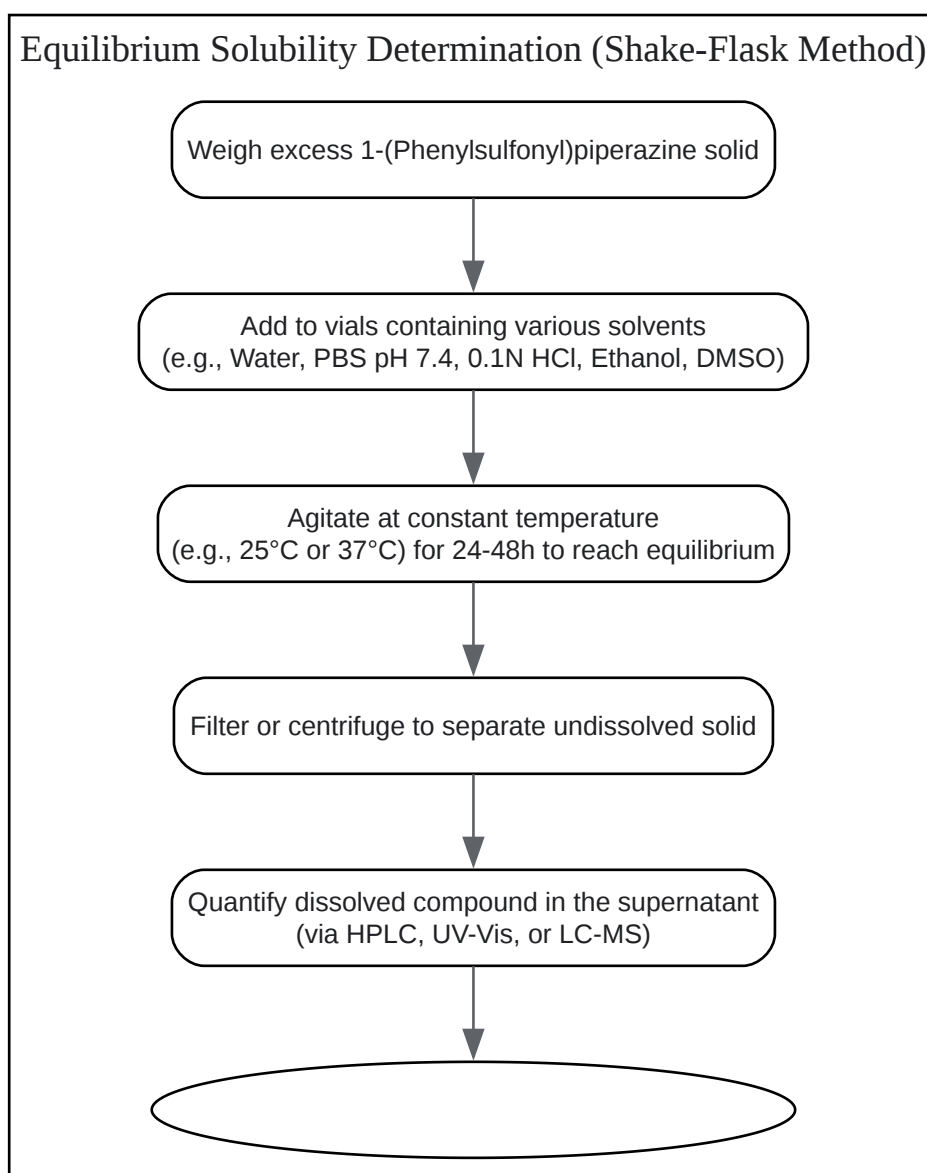 Equilibrium Solubility Determination (Shake-Flask Method)
Weigh excess 1-(Phenylsulfonyl)piperazine solid
Add to vials containing various solvents
(e.g., Water, PBS pH 7.4, 0.1N HCl, Ethanol, DMSO)
Agitate at constant temperature
(e.g., 25°C or 37°C) for 24-48h to reach equilibrium
Filter or centrifuge to separate undissolved solid
Quantify dissolved compound in the supernatant
(via HPLC, UV-Vis, or LC-MS)